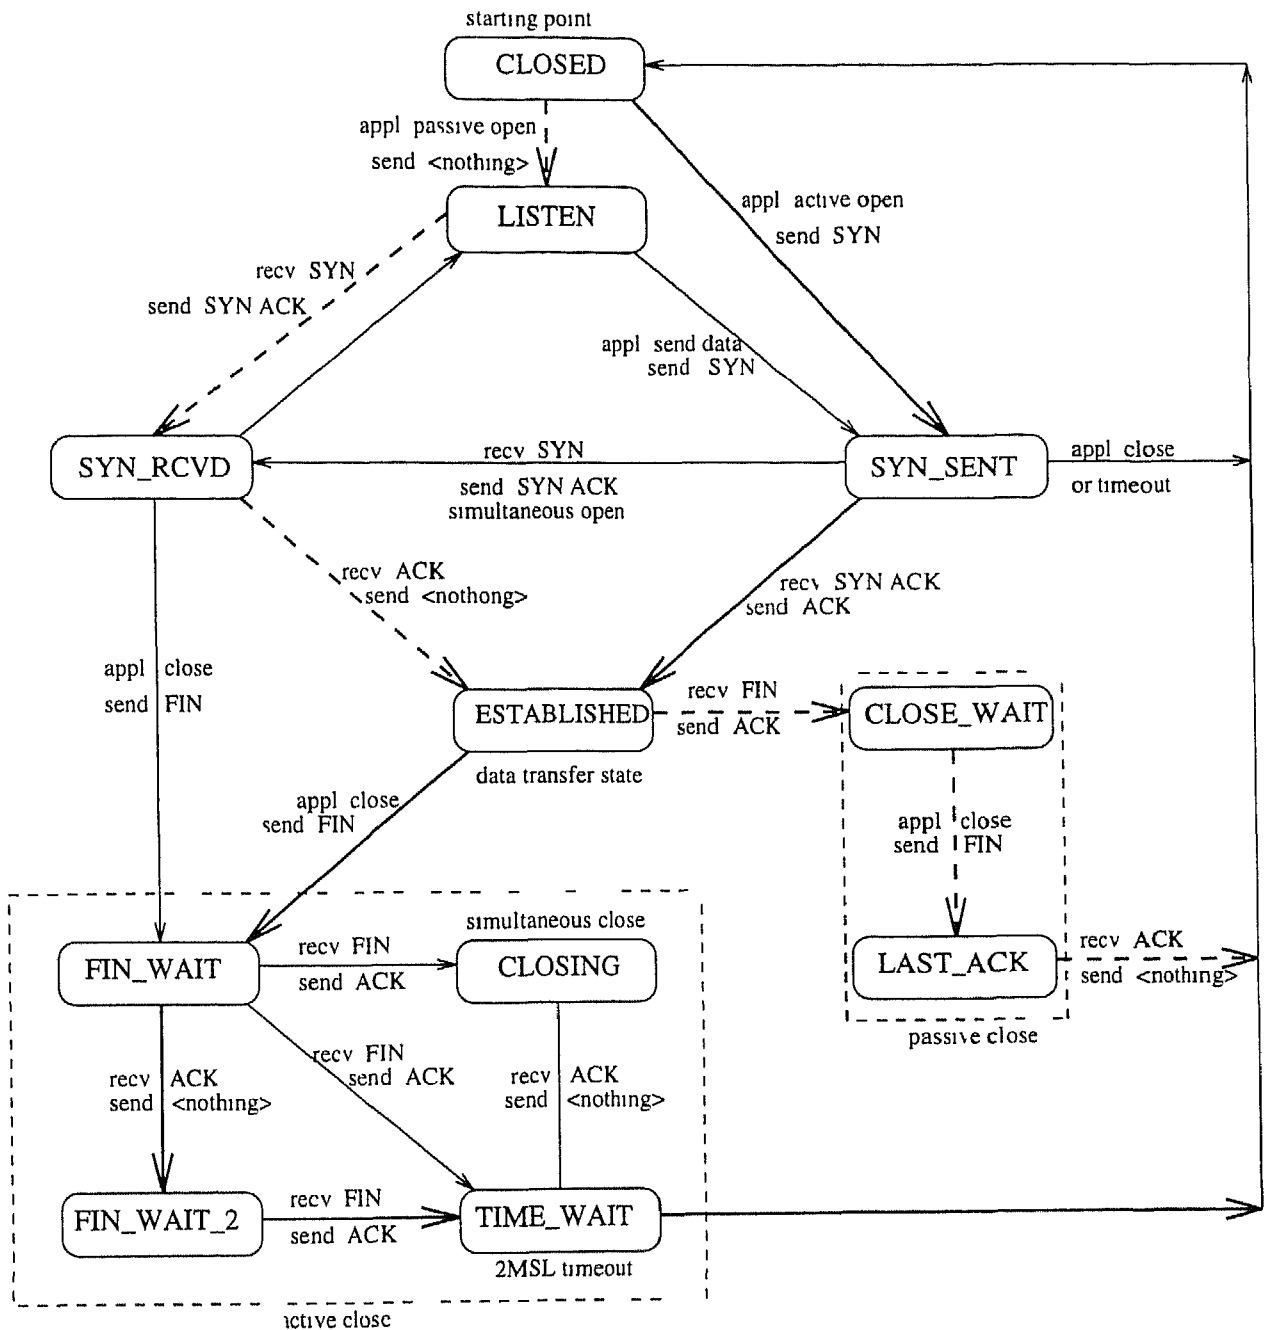 starting point
CLOSED
appl passive open
send <nothing>
LISTEN
appl active open
send SYN
recv SYN
send SYN ACK
appl send data
send SYN
SYN_RCVD
recv SYN
send SYN ACK
simultaneous open
SYN_SENT
appl close
or timeout
recv ACK
send <nothong>
recv SYN ACK
send ACK
appl close
send FIN
ESTABLISHED
data transfer state
recv FIN
send ACK
CLOSE_WAIT
appl close
send FIN
appl close
send FIN
simultaneous close
FIN_WAIT
recv FIN
send ACK
CLOSING
LAST_ACK
recv ACK
send <nothing>
passive close
recv FIN
send ACK
recv ACK
send <nothing>
recv ACK
send <nothing>
FIN_WAIT_2
recv FIN
send ACK
TIME_WAIT
2MSL timeout
active close